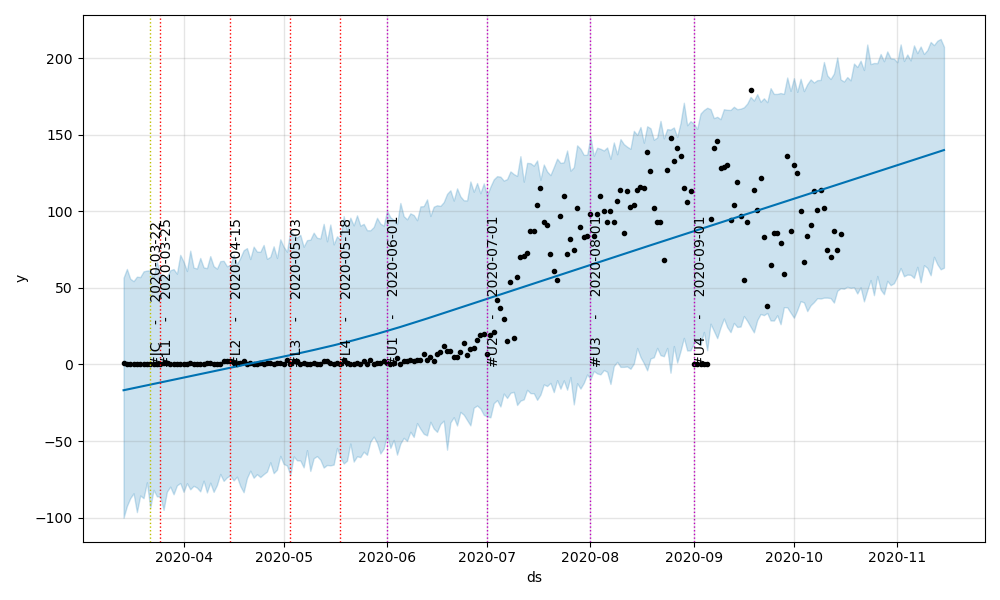 200
150
100
50
0
−50
−100
y
#JC - 2020-03-22
#L1 - 2020-03-25
#L2 - 2020-04-15
#L3 - 2020-05-03
#L4 - 2020-05-18
#U1 - 2020-06-01
#U2 - 2020-07-01
#U3 - 2020-08-01
#U4 - 2020-09-01
2020-04 2020-05 2020-06 2020-07 2020-08 2020-09 2020-10 2020-11
ds